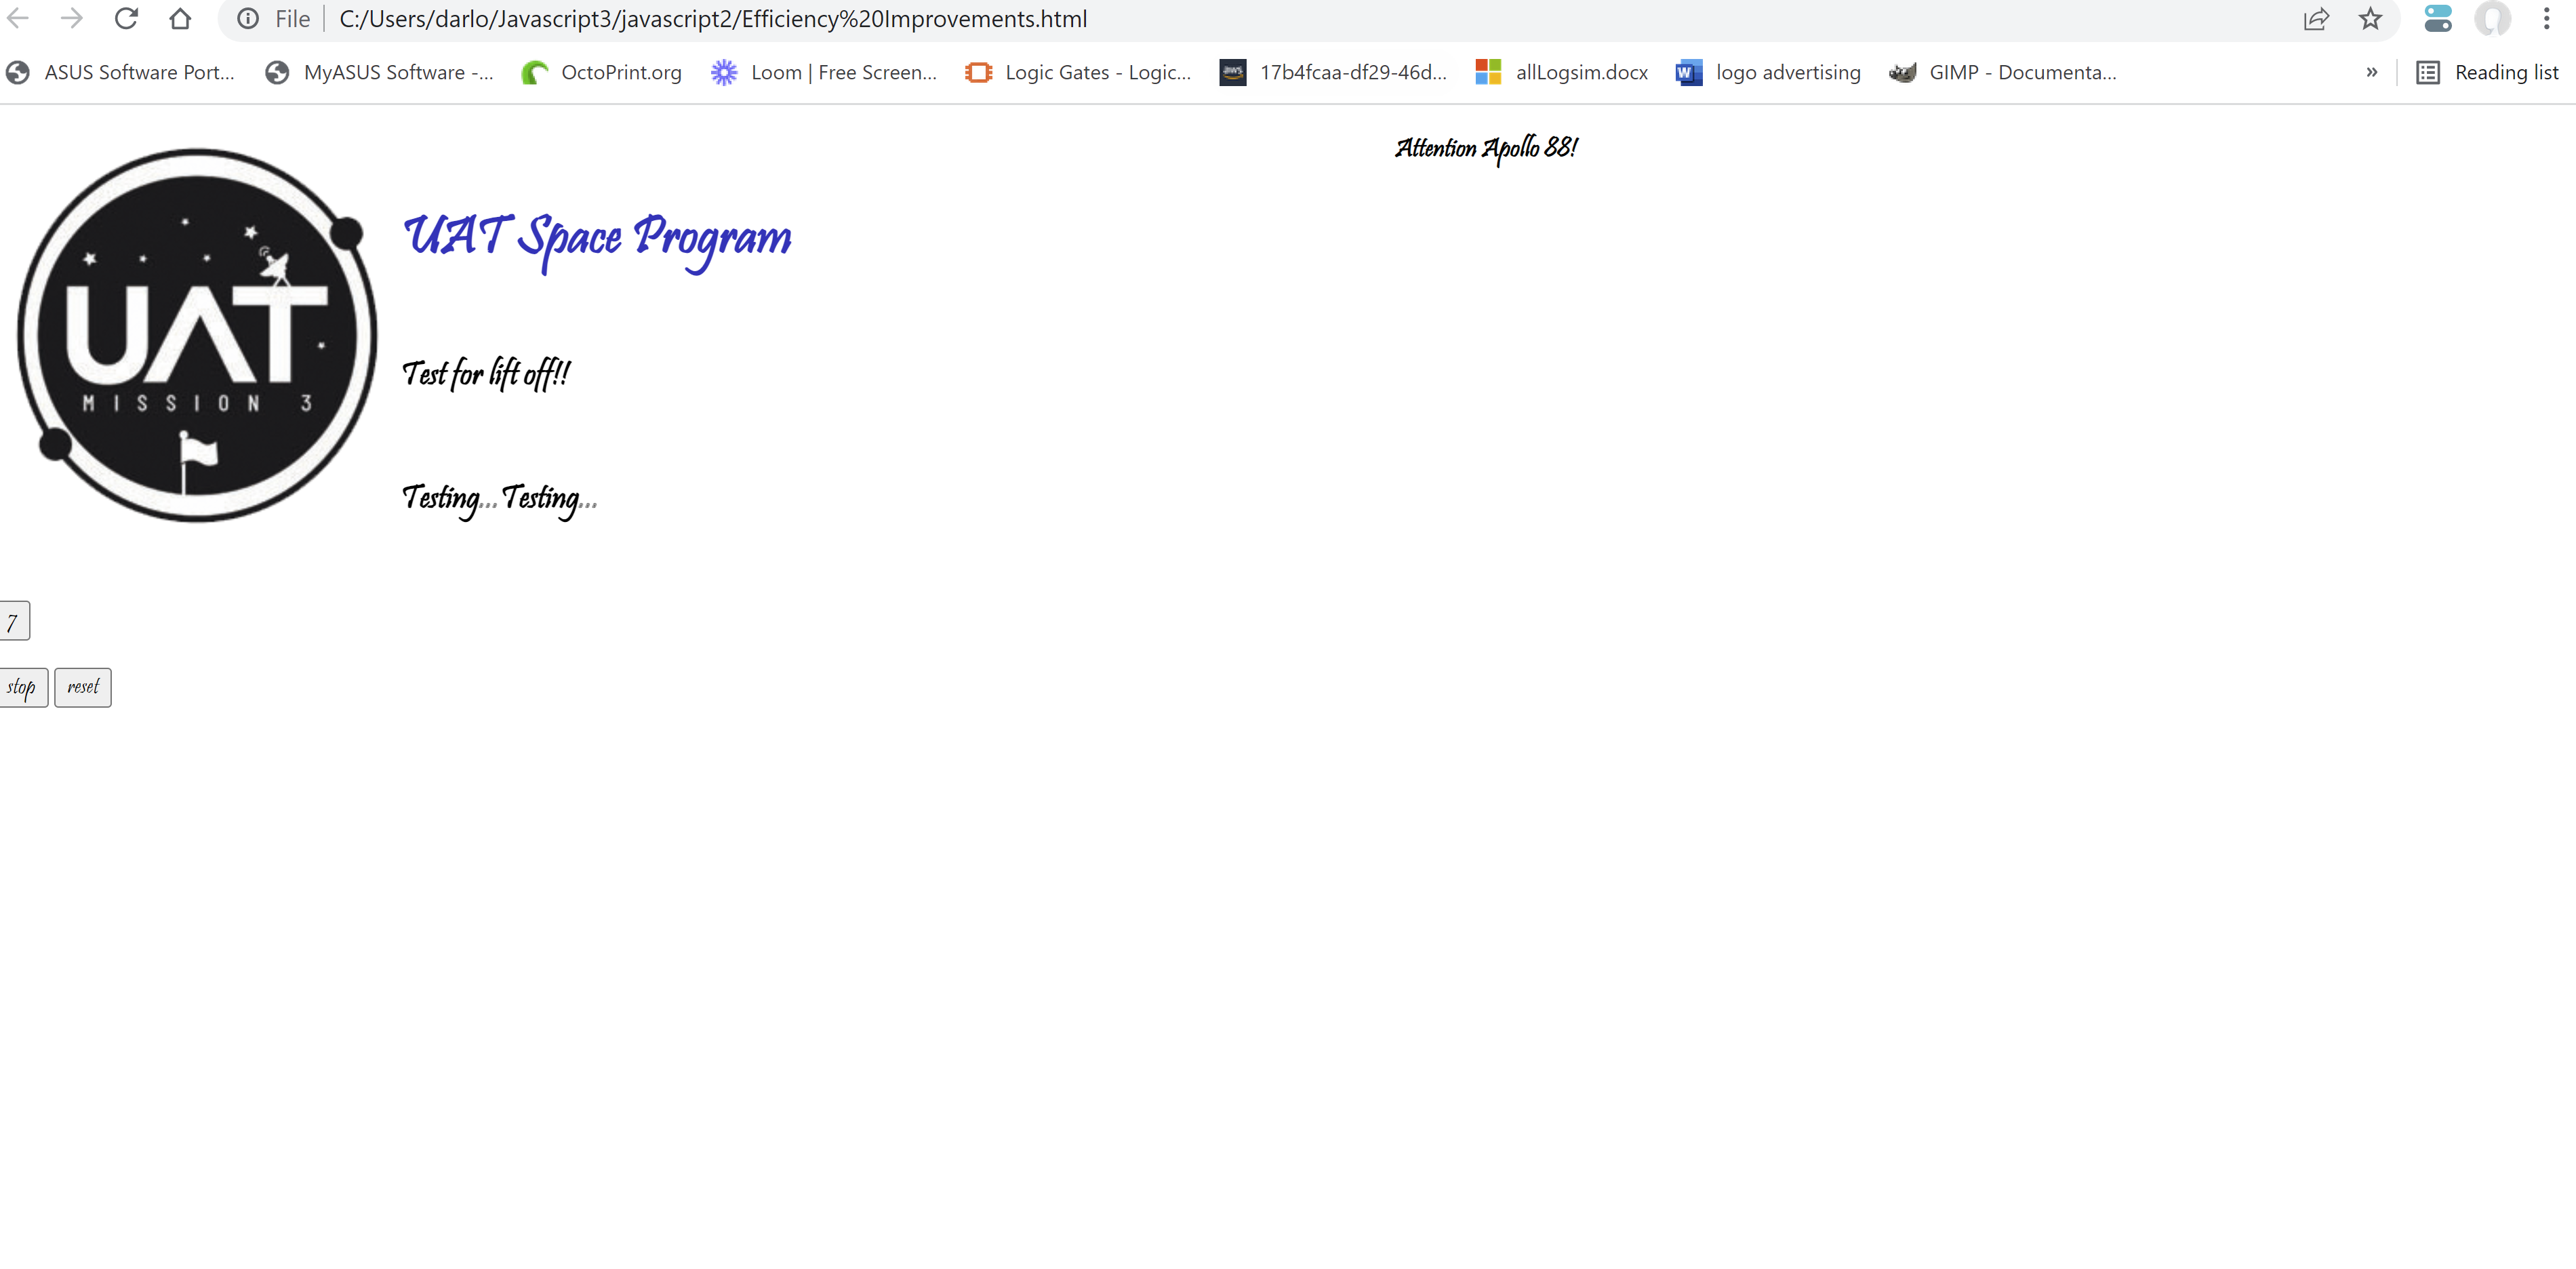 File C:/Users/darlo/Javascript3/javascript2/Efficiency%20Improvements.html
ASUS Software Port... MyASUS Software -... OctoPrint.org Loom | Free Screen... Logic Gates - Logic... aws 17b4fcaa-df29-46d... allLogsim.docx W logo advertising GIMP - Documenta... » Reading list
Attention Apollo 88!
UAT Space Program
UAT
MISSION 3
Test for lift off!!
Testing... Testing...
7
stop reset